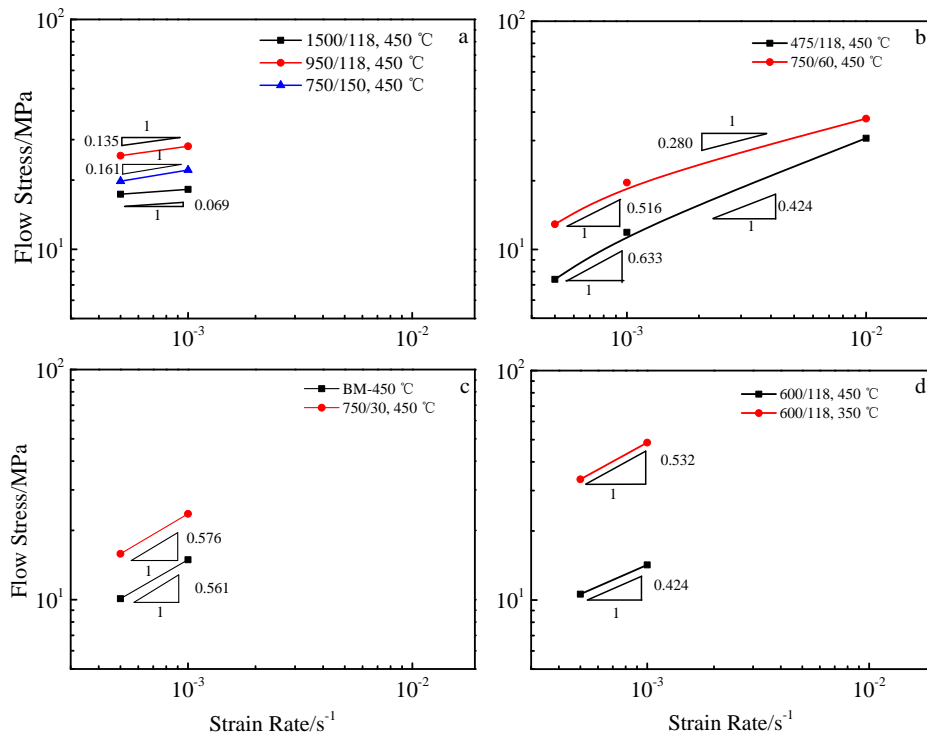 10²
1500/118, 450 ℃
a
950/118, 450 ℃
750/150, 450 ℃
1
0.135
1
0.161
0.069
1
10¹
Flow Stress/MPa
10⁻³
10⁻²
10²
b
475/118, 450 ℃
750/60, 450 ℃
1
0.280
0.516
1
0.424
1
0.633
1
10¹
10⁻³
10⁻²
10²
c
BM-450 ℃
750/30, 450 ℃
0.576
1
0.561
1
10¹
Flow Stress/MPa
10⁻³
10⁻²
Strain Rate/s⁻¹
10²
d
600/118, 450 ℃
600/118, 350 ℃
0.532
1
0.424
1
10¹
10⁻³
10⁻²
Strain Rate/s⁻¹